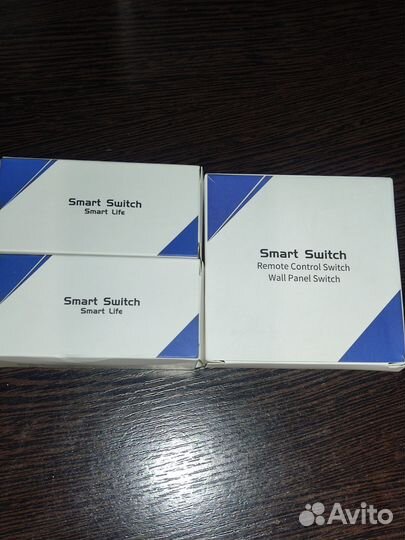 Smart Switch
Smart Life
Smart Switch
Smart Life
Smart Switch
Remote Control Switch
Wall Panel Switch
Avito